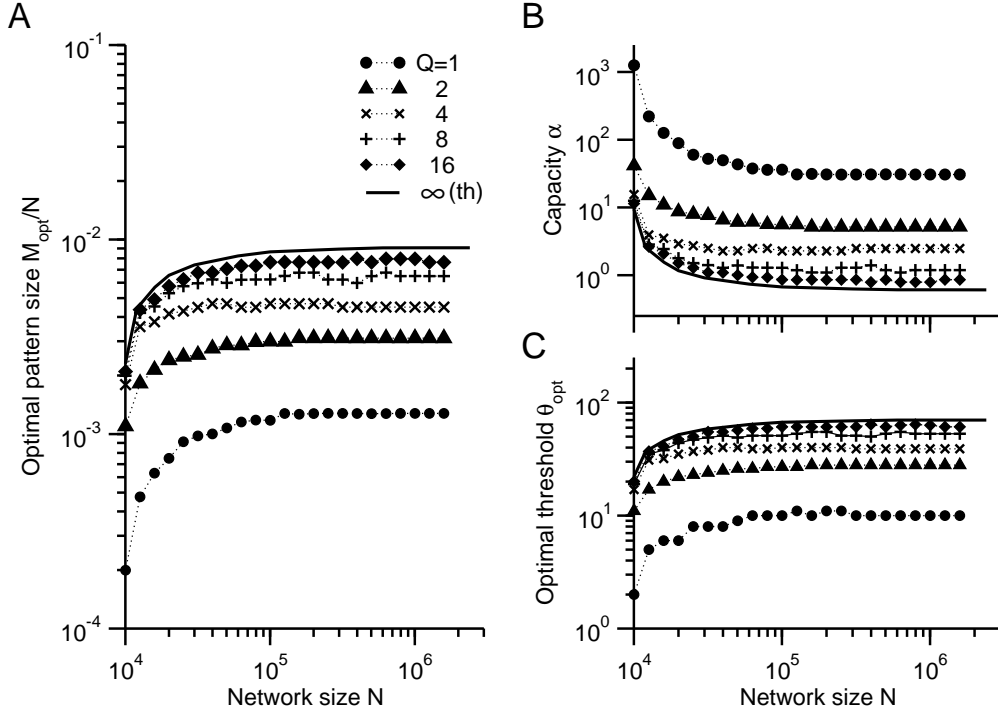 A
Optimal pattern size M_opt/N
10^-1
10^-2
10^-3
10^-4
Q=1
2
4
8
16
∞ (th)
10^4
10^5
10^6
Network size N
B
Capacity α
10^3
10^2
10^1
10^0
C
Optimal threshold θ_opt
10^2
10^1
10^0
10^4
10^5
10^6
Network size N